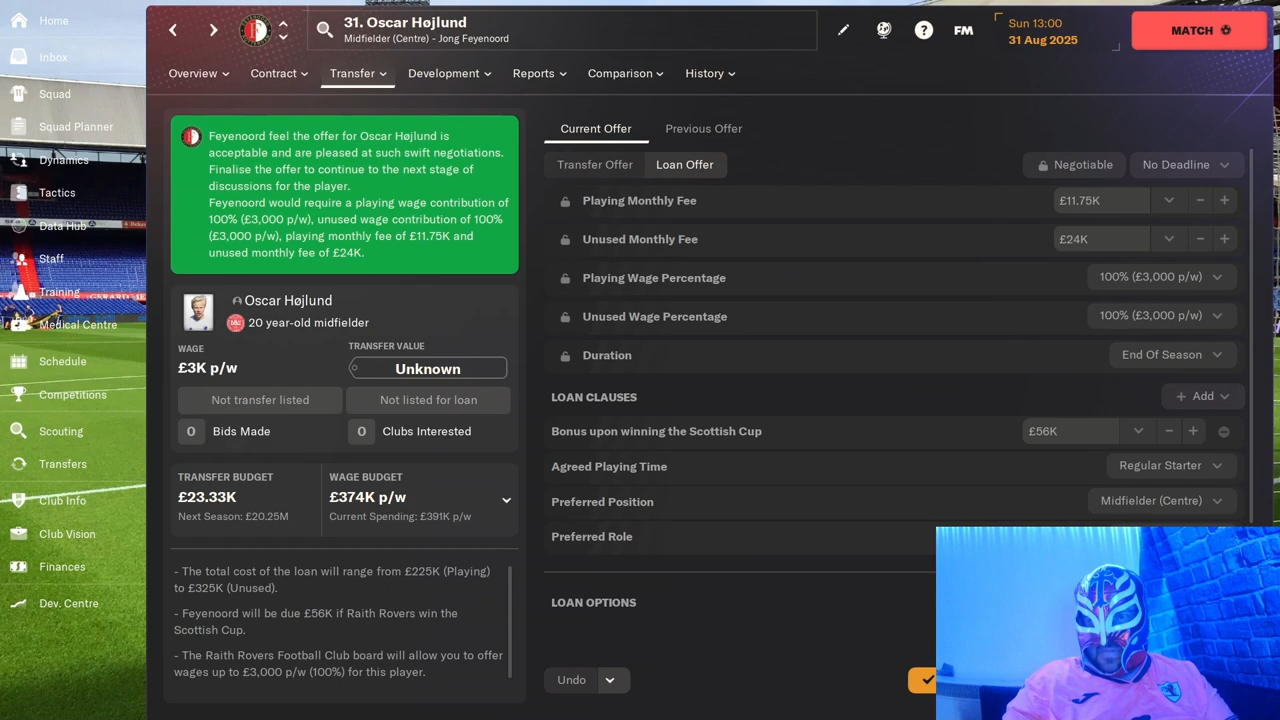 Home
Inbox
Squad
Squad Planner
Dynamics
Tactics
Data Hub
Staff
Training
Medical Centre
Schedule
Competitions
Scouting
Transfers
Club Info
Club Vision
Finances
Dev. Centre
31. Oscar Højlund
Midfielder (Centre) - Jong Feyenoord
FM
Sun 13:00
31 Aug 2025
MATCH
Overview
Contract
Transfer
Development
Reports
Comparison
History
Feyenoord feel the offer for Oscar Højlund is
acceptable and are pleased at such swift negotiations.
Finalise the offer to continue to the next stage of
discussions for the player.
Feyenoord would require a playing wage contribution of
100% (£3,000 p/w), unused wage contribution of 100%
(£3,000 p/w), playing monthly fee of £11.75K and
unused monthly fee of £24K.
Oscar Højlund
20 year-old midfielder
WAGE
£3K p/w
TRANSFER VALUE
Unknown
Not transfer listed
Not listed for loan
0 Bids Made
0 Clubs Interested
TRANSFER BUDGET
£23.33K
Next Season: £20.25M
WAGE BUDGET
£374K p/w
Current Spending: £391K p/w
- The total cost of the loan will range from £225K (Playing)
to £325K (Unused).
- Feyenoord will be due £56K if Raith Rovers win the
Scottish Cup.
- The Raith Rovers Football Club board will allow you to offer
wages up to £3,000 p/w (100%) for this player.
Current Offer
Previous Offer
Transfer Offer
Loan Offer
Negotiable
No Deadline
Playing Monthly Fee
£11.75K
Unused Monthly Fee
£24K
Playing Wage Percentage
100% (£3,000 p/w)
Unused Wage Percentage
100% (£3,000 p/w)
Duration
End Of Season
LOAN CLAUSES
+ Add
Bonus upon winning the Scottish Cup
£56K
Agreed Playing Time
Regular Starter
Preferred Position
Midfielder (Centre)
Preferred Role
LOAN OPTIONS
Undo